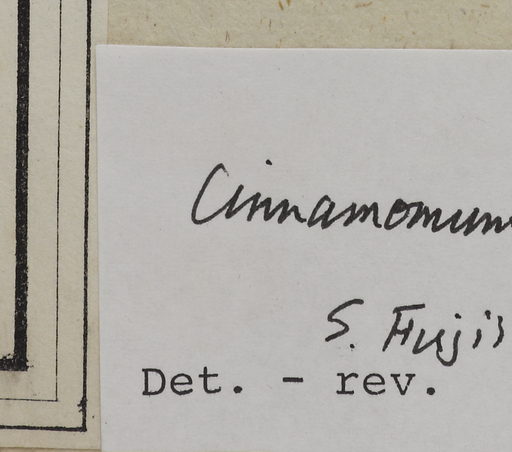 Cinnamomum
S. Fujii
Det. - rev.